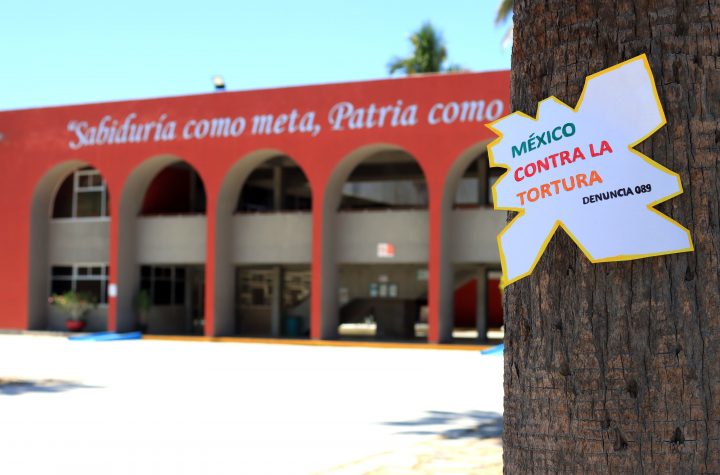 "Sabiduría como meta, Patria como
MÉXICO
CONTRA LA
TORTURA
DENUNCIA 089